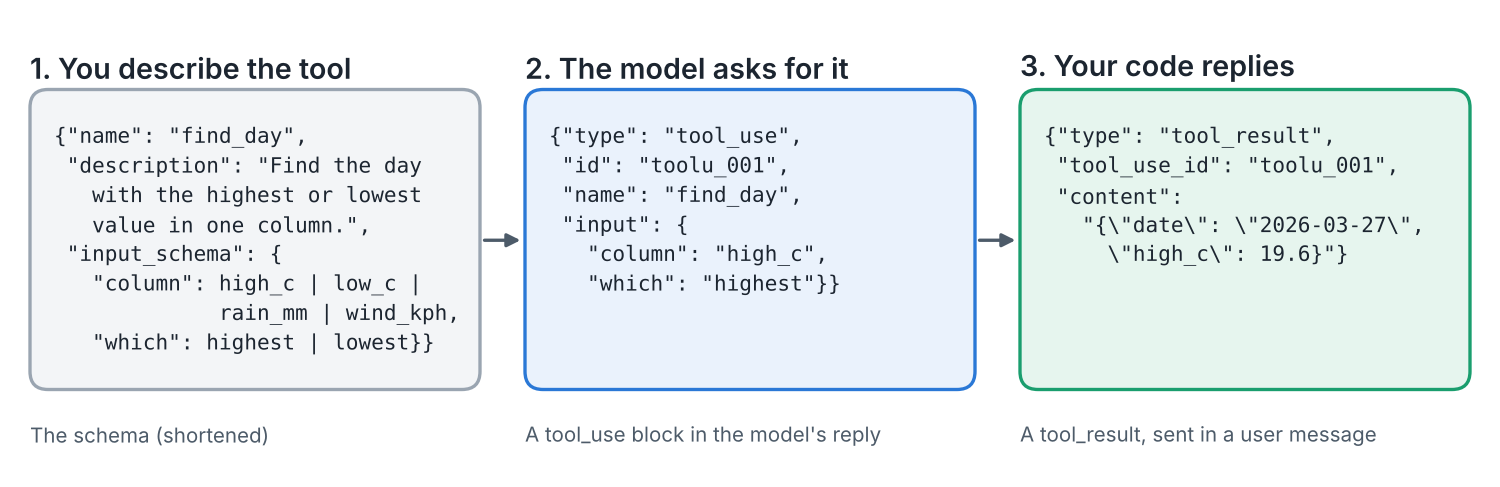 1. You describe the tool
{"name": "find_day",
"description": "Find the day
with the highest or lowest
value in one column.",
"input_schema": {
"column": high_c | low_c |
rain_mm | wind_kph,
"which": highest | lowest}}
The schema (shortened)
2. The model asks for it
{"type": "tool_use",
"id": "toolu_001",
"name": "find_day",
"input": {
"column": "high_c",
"which": "highest"}}
A tool_use block in the model's reply
3. Your code replies
{"type": "tool_result",
"tool_use_id": "toolu_001",
"content":
"{\"date\": \"2026-03-27\",
\"high_c\": 19.6}"}
A tool_result, sent in a user message